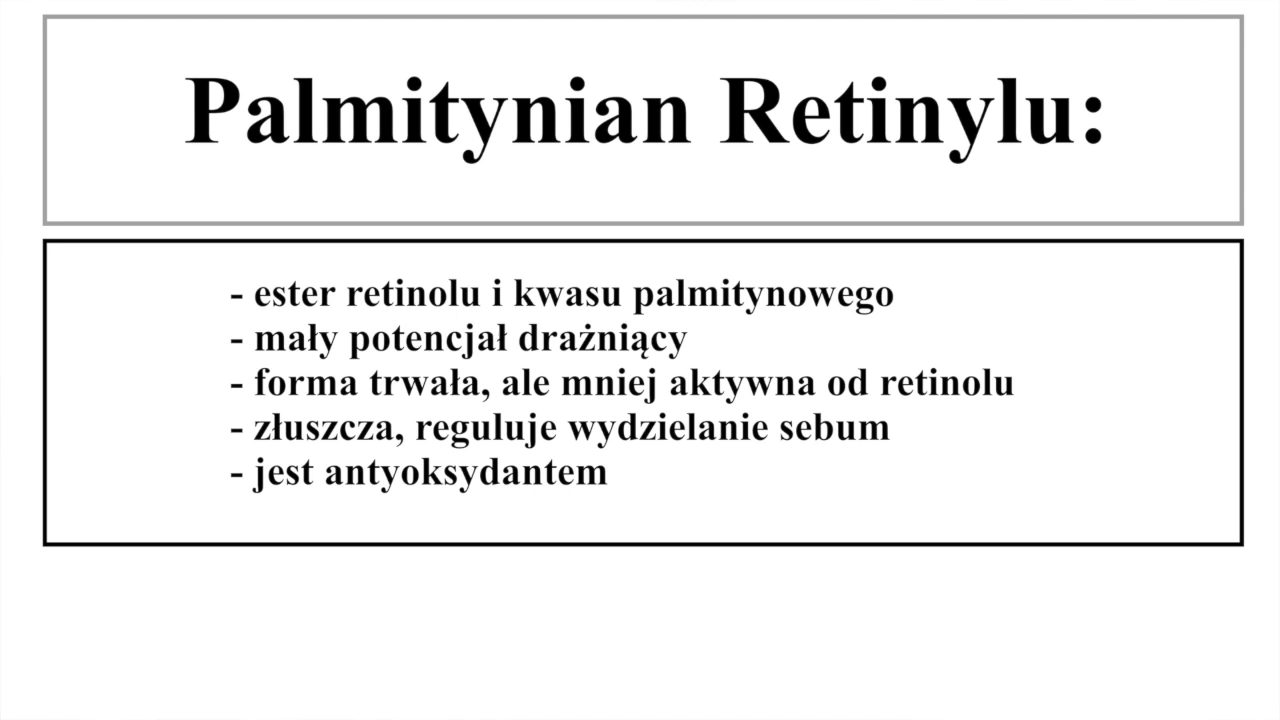 Palmitynian Retinylu:
- ester retinolu i kwasu palmitynowego
- mały potencjał drażniący
- forma trwała, ale mniej aktywna od retinolu
- złuszcza, reguluje wydzielanie sebum
- jest antyoksydantem